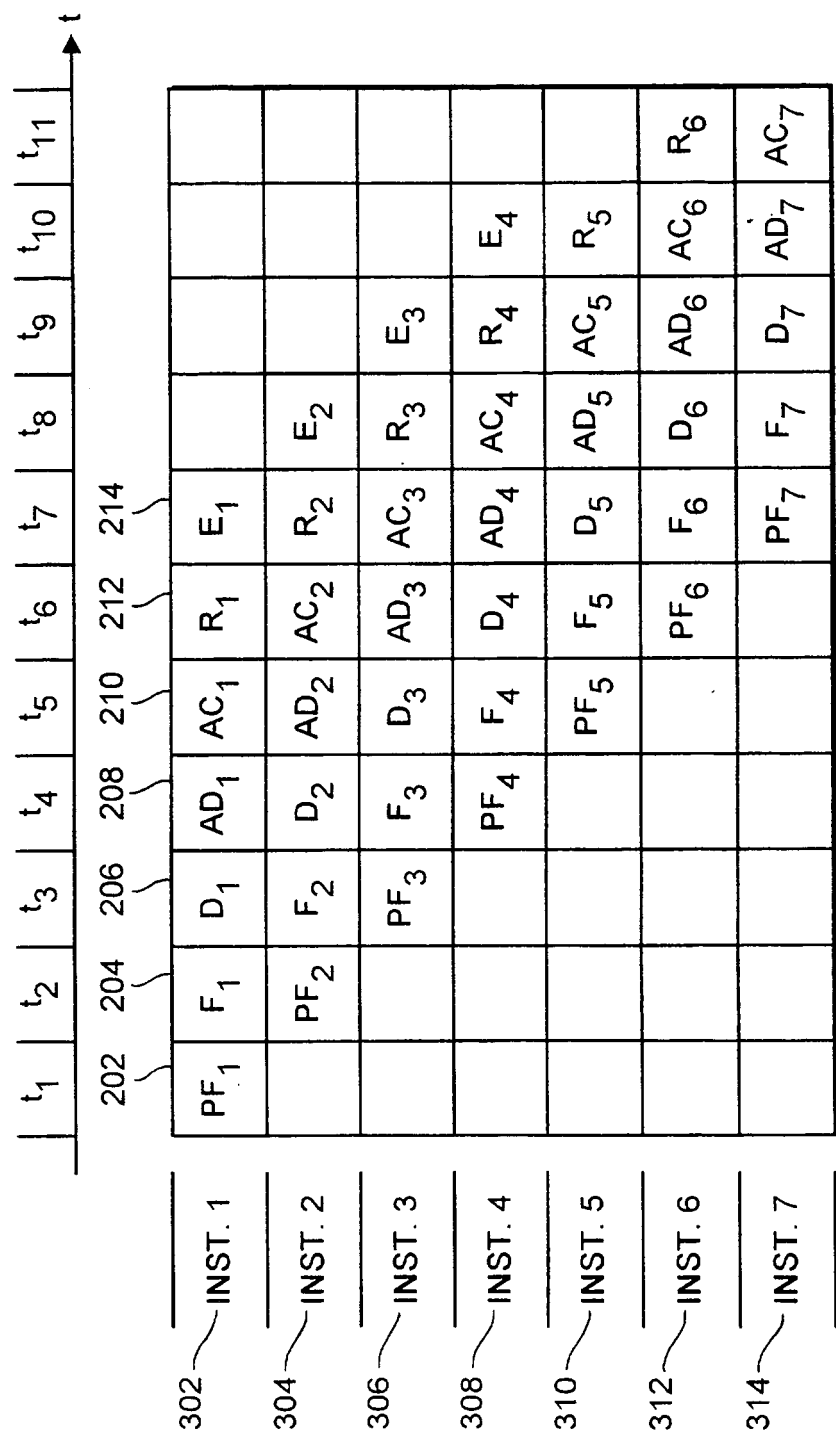 t1 t2 t3 t4 t5 t6 t7 t8 t9 t10 t11 t
202 204 206 208 210 212 214
302 INST. 1 PF1 F1 D1 AD1 AC1 R1 E1
304 INST. 2 PF2 F2 D2 AD2 AC2 R2 E2
306 INST. 3 PF3 F3 D3 AD3 AC3 R3 E3
308 INST. 4 PF4 F4 D4 AD4 AC4 R4 E4
310 INST. 5 PF5 F5 D5 AD5 AC5 R5
312 INST. 6 PF6 F6 D6 AD6 AC6 R6
314 INST. 7 PF7 F7 D7 AD7 AC7